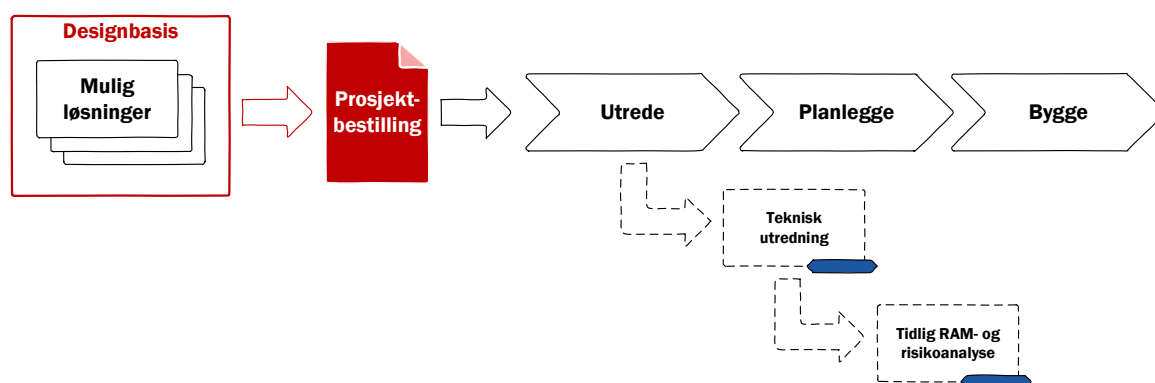 Designbasis
Mulig
løsninger
Prosjekt-
bestilling
Utrede
Planlegge
Bygge
Teknisk
utredning
Tidlig RAM- og
risikoanalyse